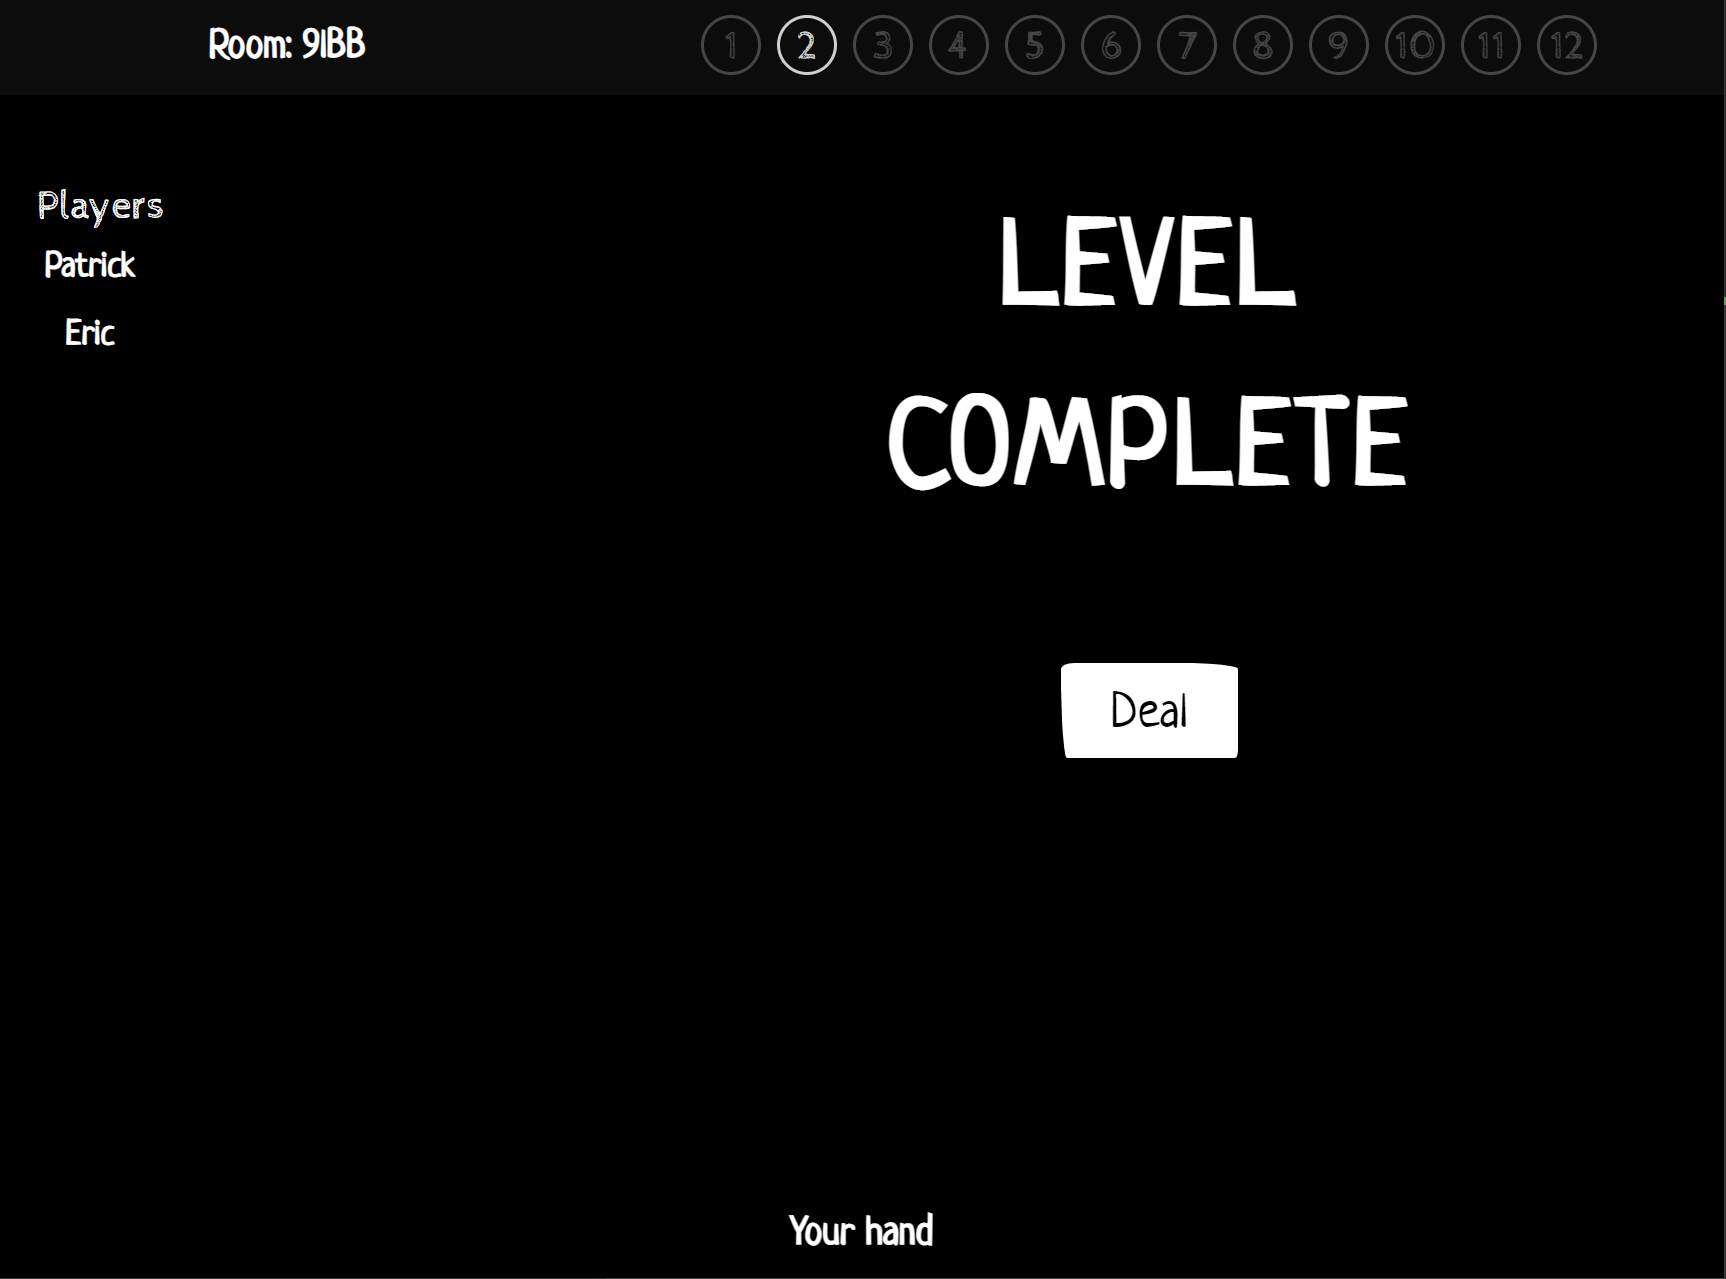 Room: 91BB
1 2 3 4 5 6 7 8 9 10 11 12
Players
Patrick
Eric
LEVEL
COMPLETE
Deal
Your hand